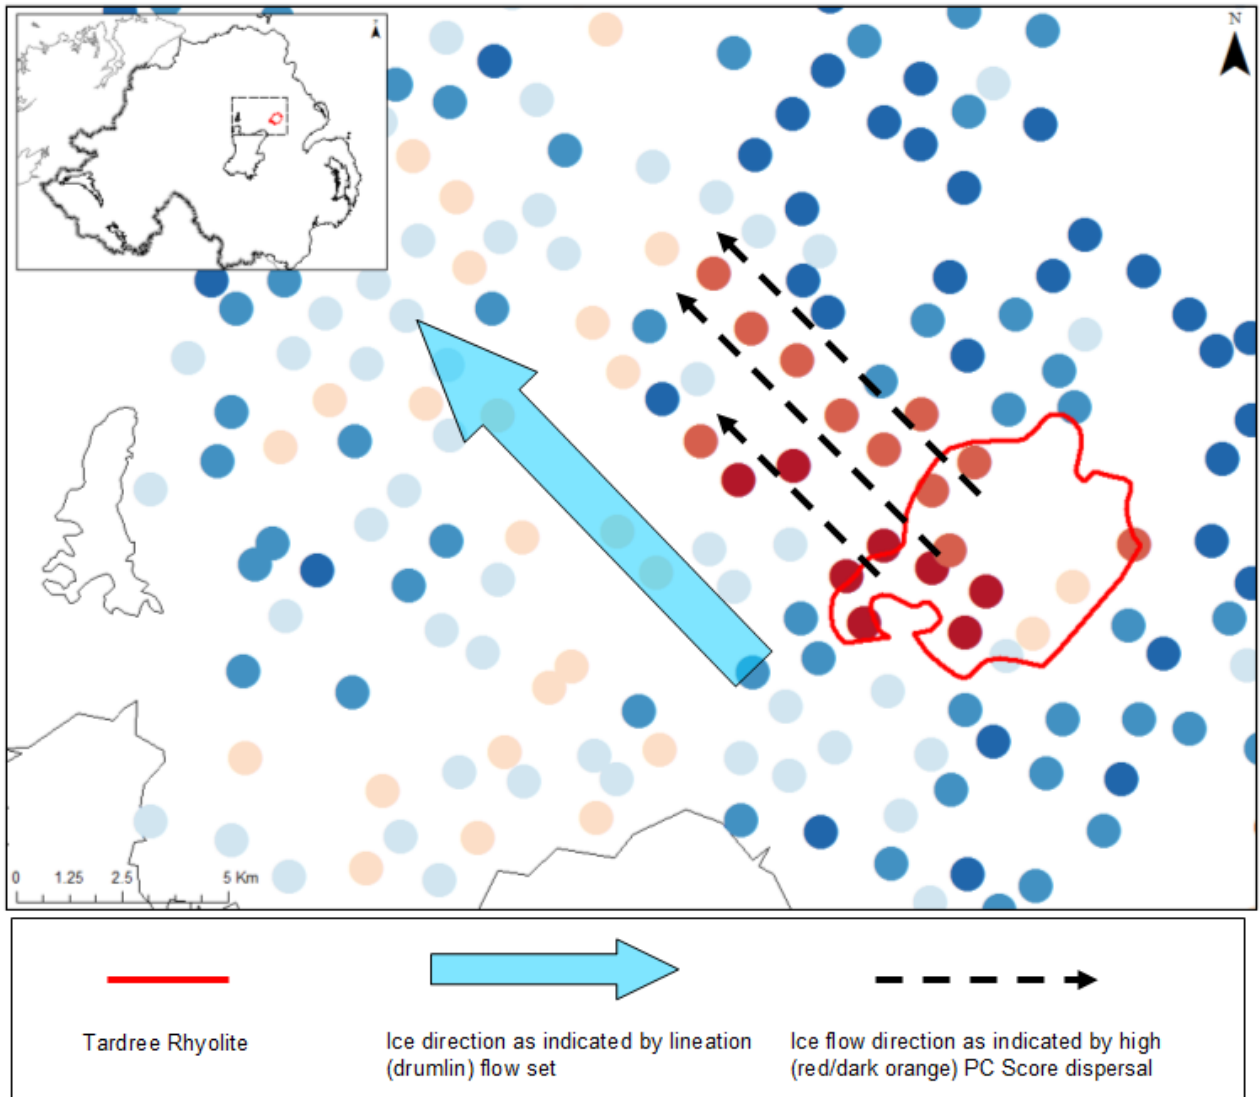 N
0 1.25 2.5 5 Km
Tardree Rhyolite
Ice direction as indicated by lineation
(drumlin) flow set
Ice flow direction as indicated by high
(red/dark orange) PC Score dispersal